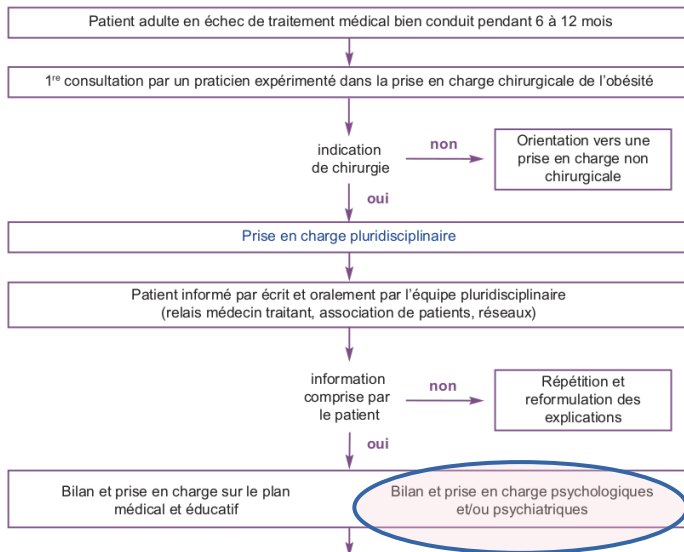 Patient adulte en échec de traitement médical bien conduit pendant 6 à 12 mois
1re consultation par un praticien expérimenté dans la prise en charge chirurgicale de l'obésité
indication
de chirurgie
non
Orientation vers une
prise en charge non
chirurgicale
oui
Prise en charge pluridisciplinaire
Patient informé par écrit et oralement par l'équipe pluridisciplinaire
(relais médecin traitant, association de patients, réseaux)
information
comprise par
le patient
non
Répétition et
reformulation des
explications
oui
Bilan et prise en charge sur le plan
médical et éducatif
Bilan et prise en charge psychologiques
et/ou psychiatriques